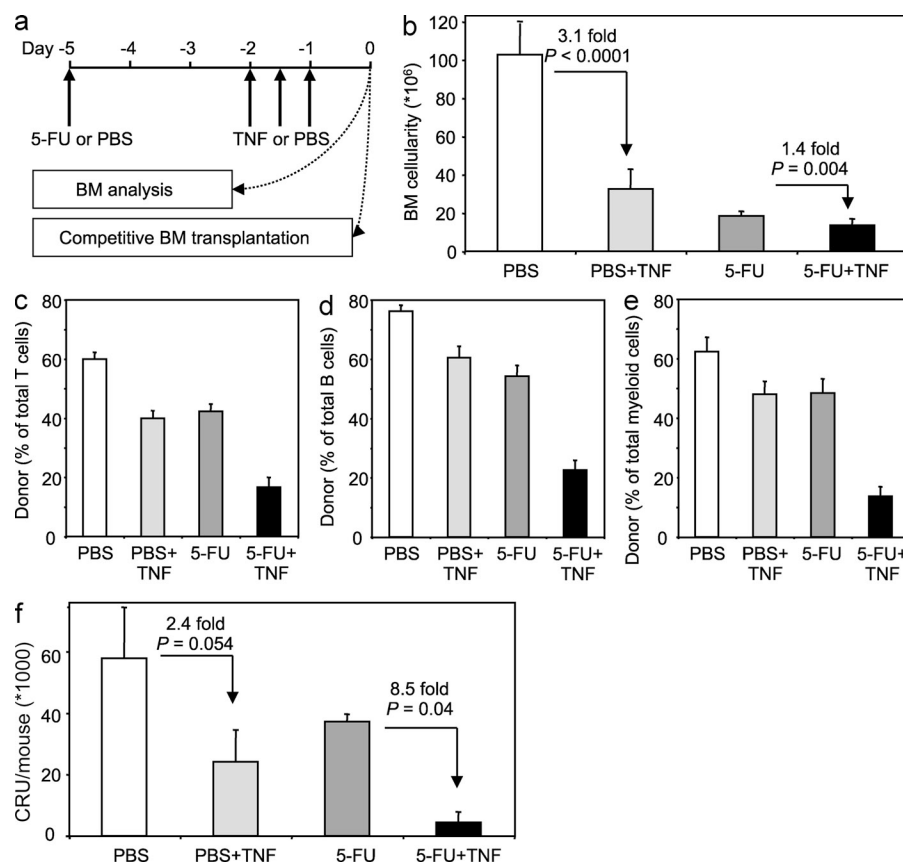 a
Day -5 -4 -3 -2 -1 0
5-FU or PBS TNF or PBS
BM analysis
Competitive BM transplantation
b
BM cellularity (*10⁶)
120
100
80
60
40
20
0
3.1 fold
P < 0.0001
1.4 fold
P = 0.004
PBS PBS+TNF 5-FU 5-FU+TNF
c
Donor (% of total T cells)
80
60
40
20
0
PBS PBS+ 5-FU 5-FU+
TNF TNF
d
Donor (% of total B cells)
80
60
40
20
0
PBS PBS+ 5-FU 5-FU+
TNF TNF
e
Donor (% of total myeloid cells)
80
60
40
20
0
PBS PBS+ 5-FU 5-FU+
TNF TNF
f
CRU/mouse (*1000)
60
40
20
0
2.4 fold
P = 0.054
8.5 fold
P = 0.04
PBS PBS+TNF 5-FU 5-FU+TNF